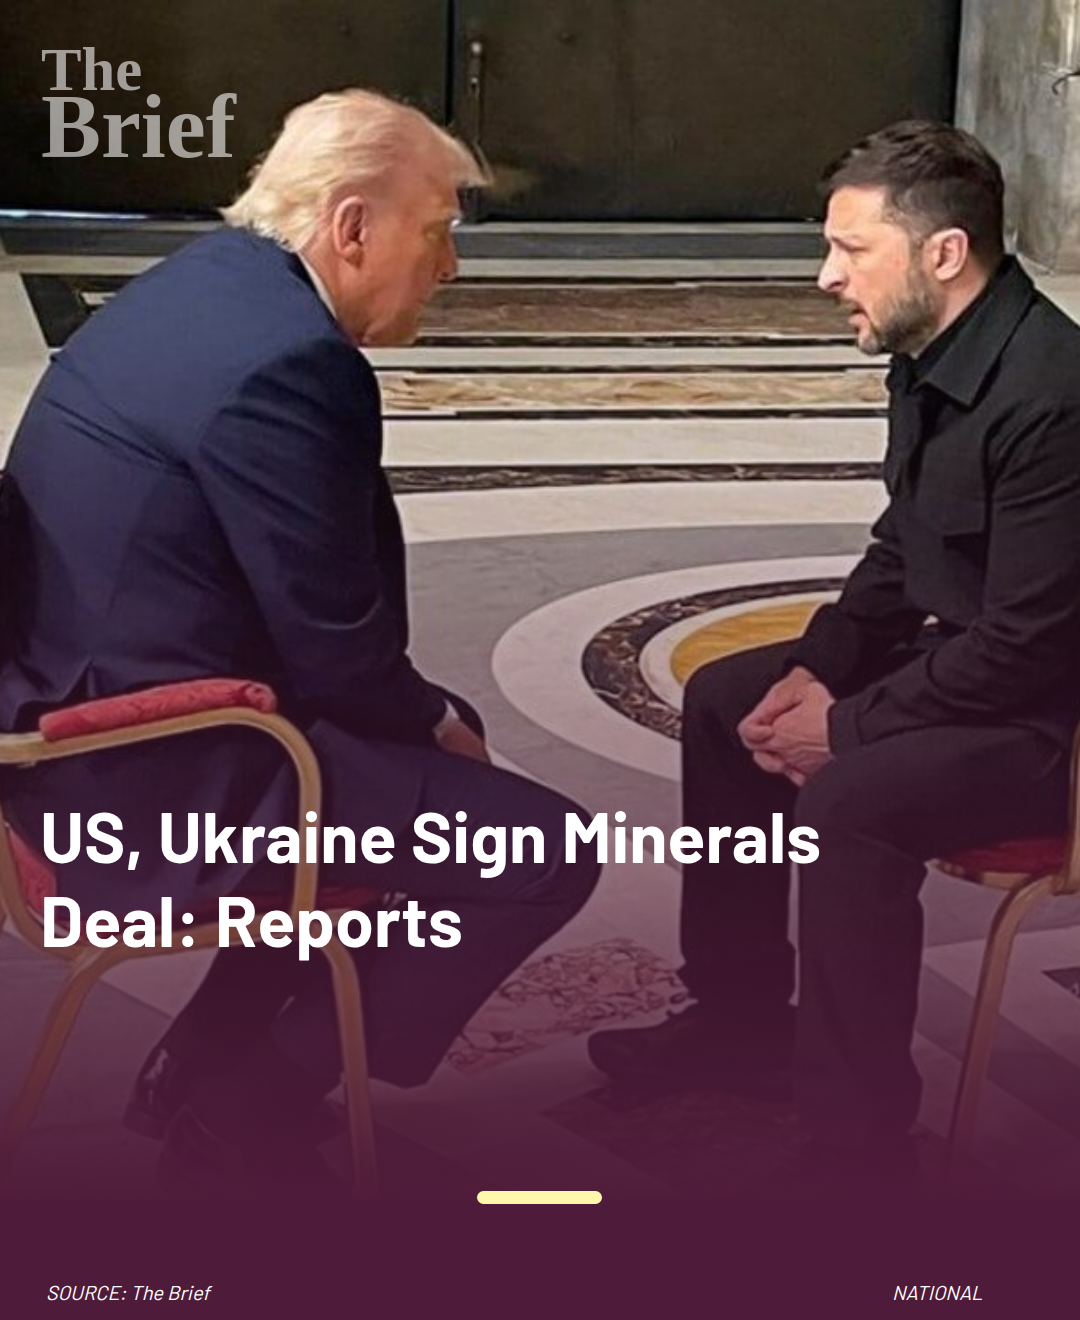 The
Brief
US, Ukraine Sign Minerals
Deal: Reports
SOURCE: The Brief
NATIONAL